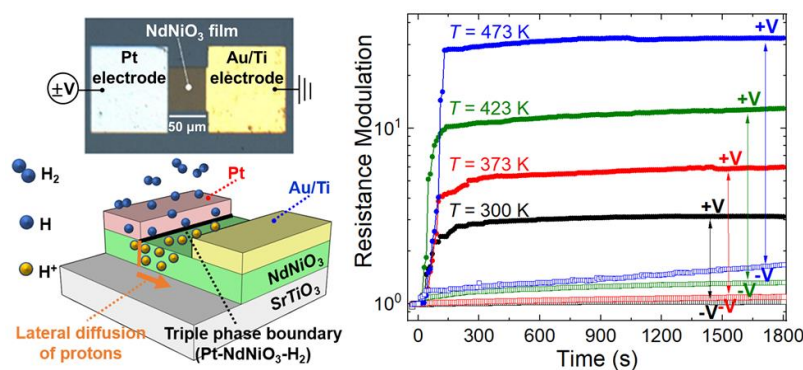 NdNiO₃ film
Pt
electrode
Au/Ti
electrode
±V
50 µm
H₂
H
H⁺
Pt
Au/Ti
NdNiO₃
SrTiO₃
Lateral diffusion
of protons
Triple phase boundary
(Pt-NdNiO₃-H₂)
Resistance Modulation
10¹
10⁰
T = 473 K
+V
T = 423 K
+V
T = 373 K
+V
T = 300 K
+V
-V
-V
-V
-V
0 300 600 900 1200 1500 1800
Time (s)